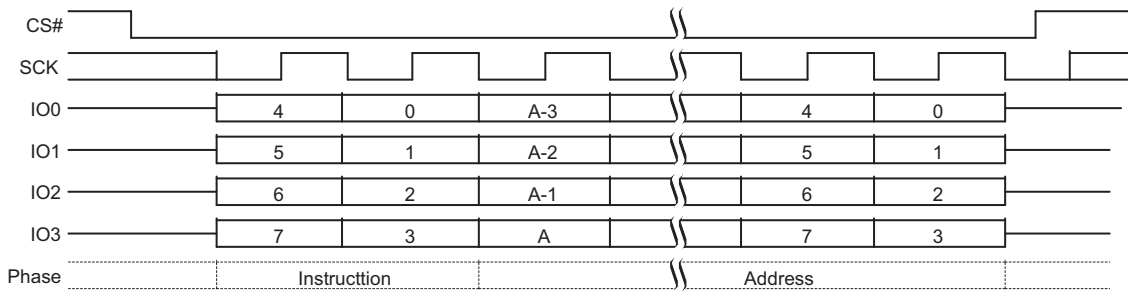 CS#
SCK
IO0 4 0 A-3 4 0
IO1 5 1 A-2 5 1
IO2 6 2 A-1 6 2
IO3 7 3 A 7 3
Phase Instructtion Address